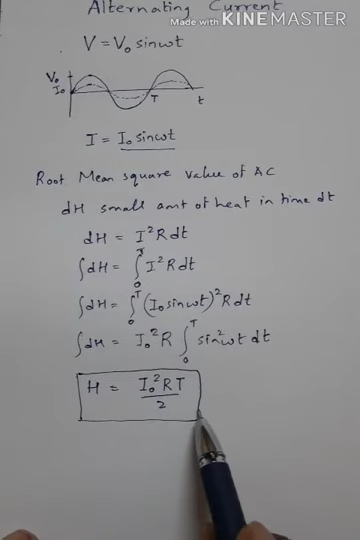 Alternating Current
Made with KINEMASTER
V = V₀ sinωt
V₀
I₀
T
t
I = I₀ sinωt
Root Mean square value of AC
dH small amt of heat in time dt
dH = I²R dt
∫dH = ∫₀ᵀ I²R dt
∫dH = ∫₀ᵀ (I₀ sinωt)² R dt
∫dH = I₀²R ∫₀ᵀ sin²ωt dt
H = I₀²RT / 2